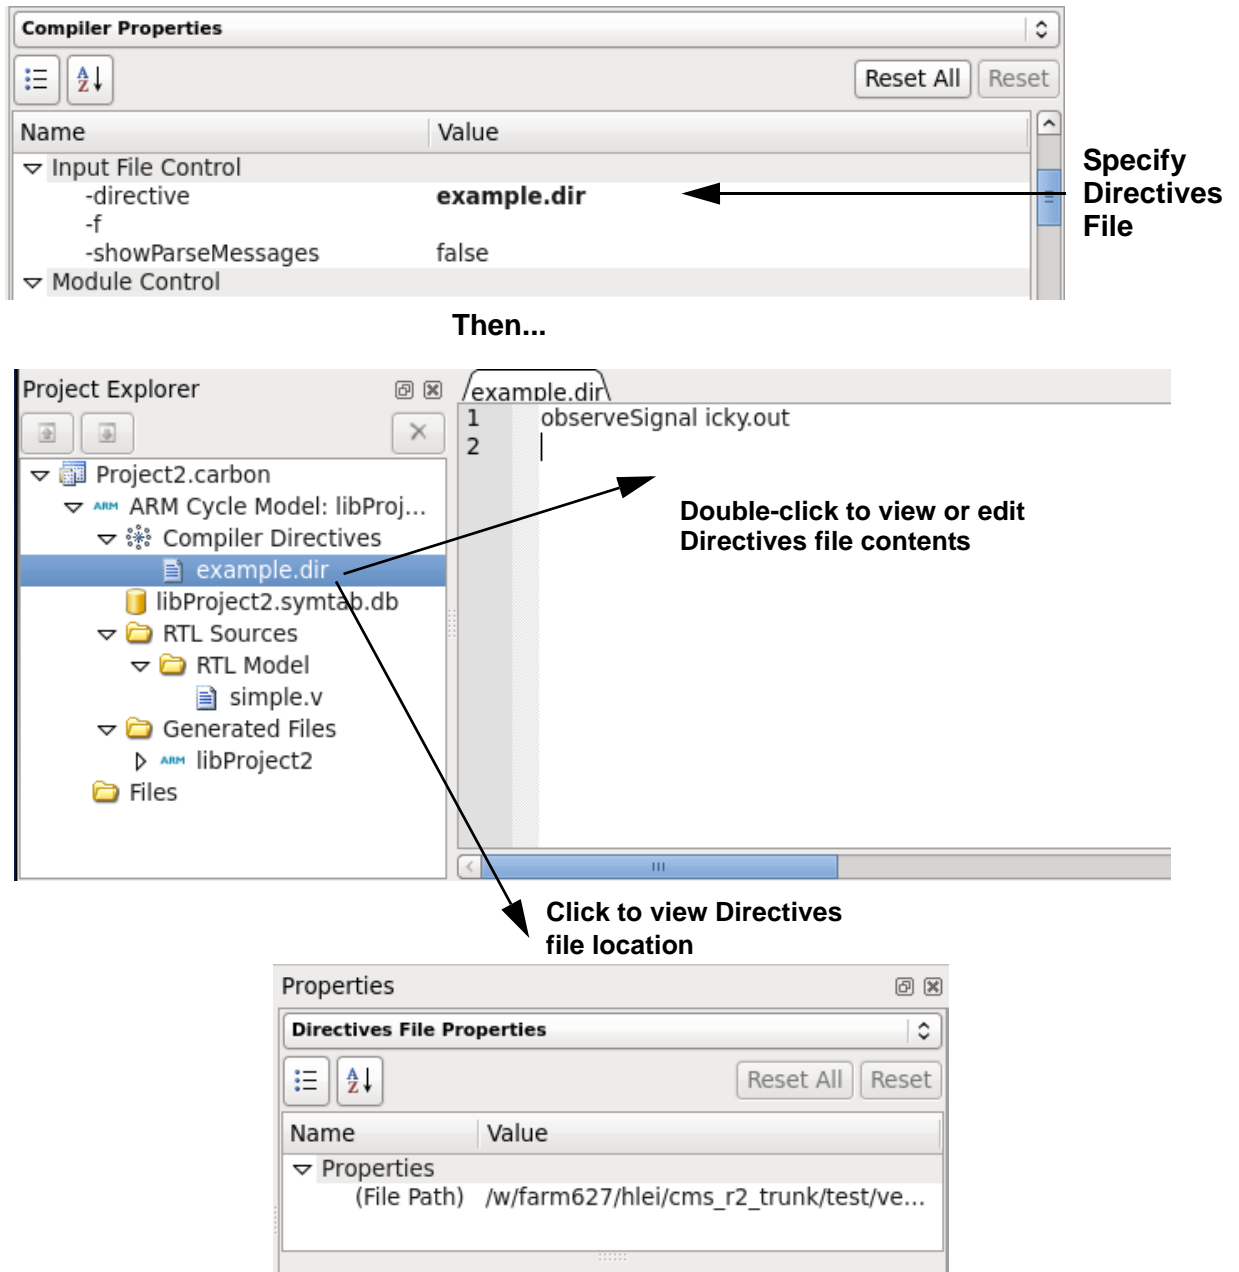 Compiler Properties
Reset All Reset
Name Value
Input File Control
-directive example.dir
-f
-showParseMessages false
Module Control
Specify
Directives
File
Then...
Project Explorer
example.dir
1 observeSignal icky.out
2
Project2.carbon
ARM ARM Cycle Model: libProj...
Compiler Directives
example.dir
libProject2.symtab.db
RTL Sources
RTL Model
simple.v
Generated Files
ARM libProject2
Files
Double-click to view or edit
Directives file contents
Click to view Directives
file location
Properties
Directives File Properties
Reset All Reset
Name Value
Properties
(File Path) /w/farm627/hlei/cms_r2_trunk/test/ve...